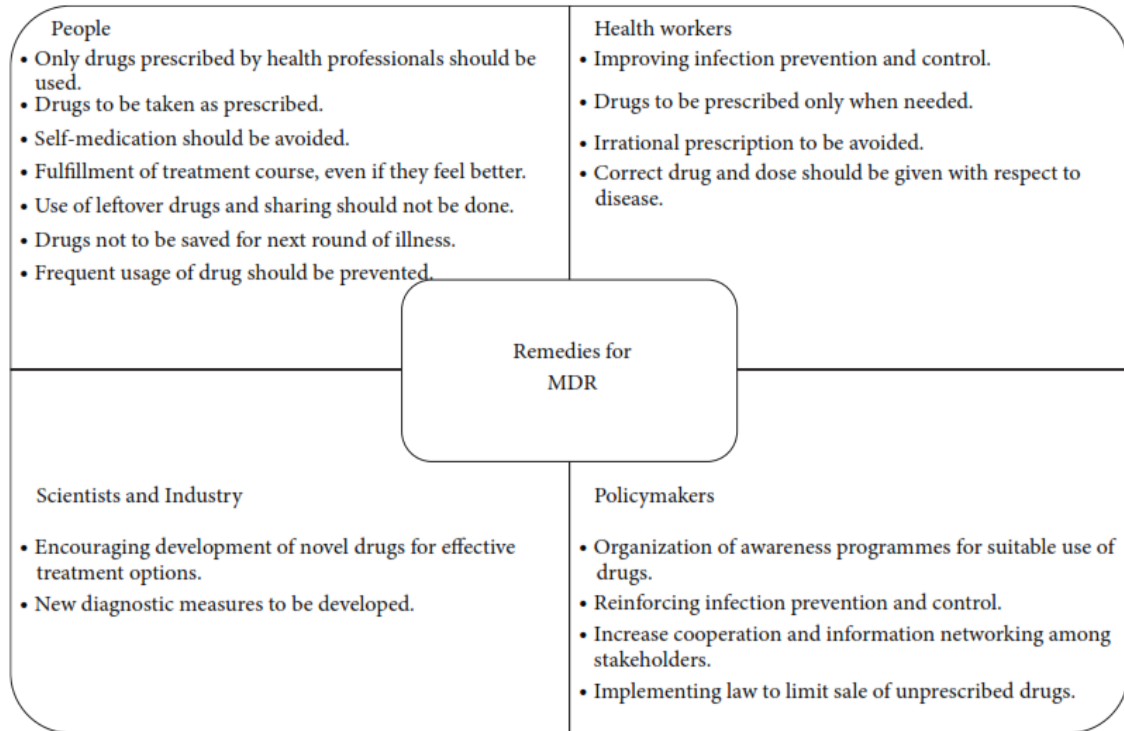 People
• Only drugs prescribed by health professionals should be
used.
• Drugs to be taken as prescribed.
• Self-medication should be avoided.
• Fulfillment of treatment course, even if they feel better.
• Use of leftover drugs and sharing should not be done.
• Drugs not to be saved for next round of illness.
• Frequent usage of drug should be prevented.
Health workers
• Improving infection prevention and control.
• Drugs to be prescribed only when needed.
• Irrational prescription to be avoided.
• Correct drug and dose should be given with respect to
disease.
Remedies for
MDR
Scientists and Industry
• Encouraging development of novel drugs for effective
treatment options.
• New diagnostic measures to be developed.
Policymakers
• Organization of awareness programmes for suitable use of
drugs.
• Reinforcing infection prevention and control.
• Increase cooperation and information networking among
stakeholders.
• Implementing law to limit sale of unprescribed drugs.